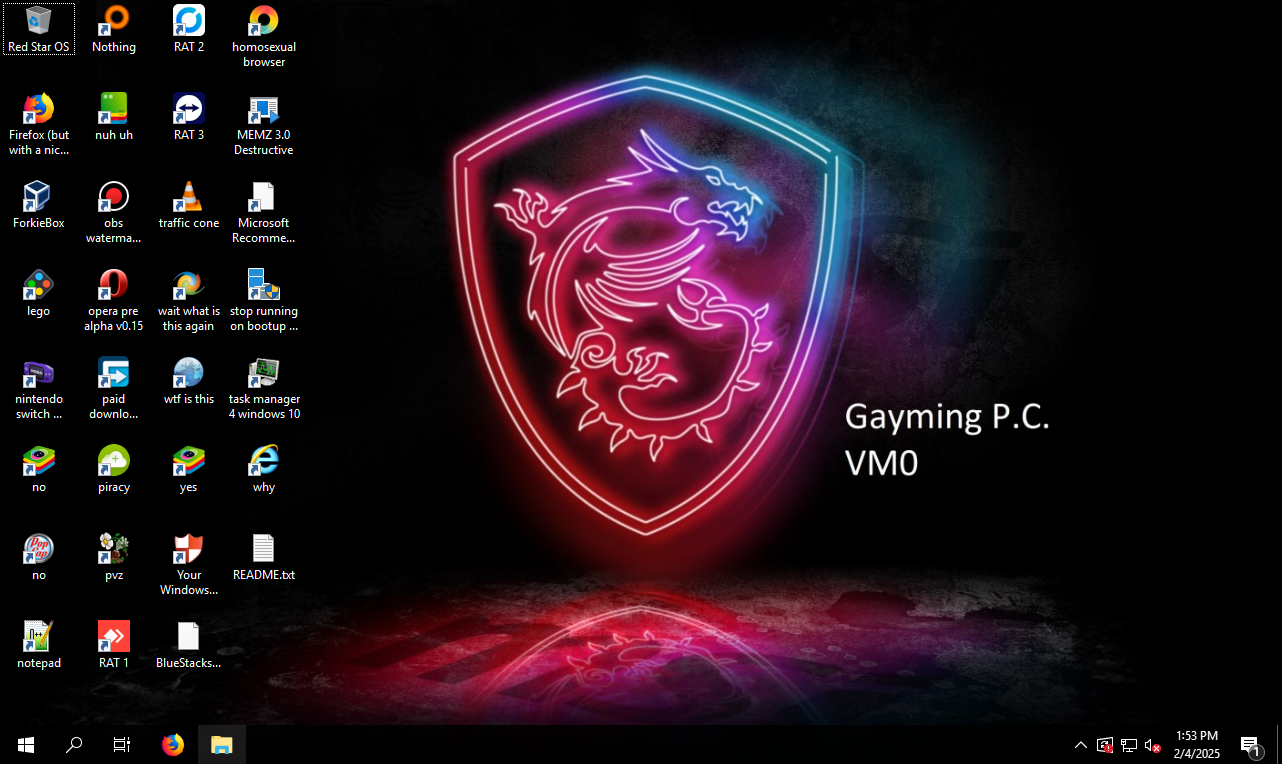 Red Star OS
Nothing
RAT 2
homosexual
browser
Firefox (but
with a nic...
nuh uh
RAT 3
MEMZ 3.0
Destructive
ForkieBox
obs
waterma...
traffic cone
Microsoft
Recomme...
lego
opera pre
alpha v0.15
wait what is
this again
stop running
on bootup ...
nintendo
switch ...
paid
downlo...
wtf is this
task manager
4 windows 10
no
piracy
yes
why
no
pvz
Your
Windows...
README.txt
notepad
RAT 1
BlueStacks...
Gayming P.C.
VM0
1:53 PM
2/4/2025
1